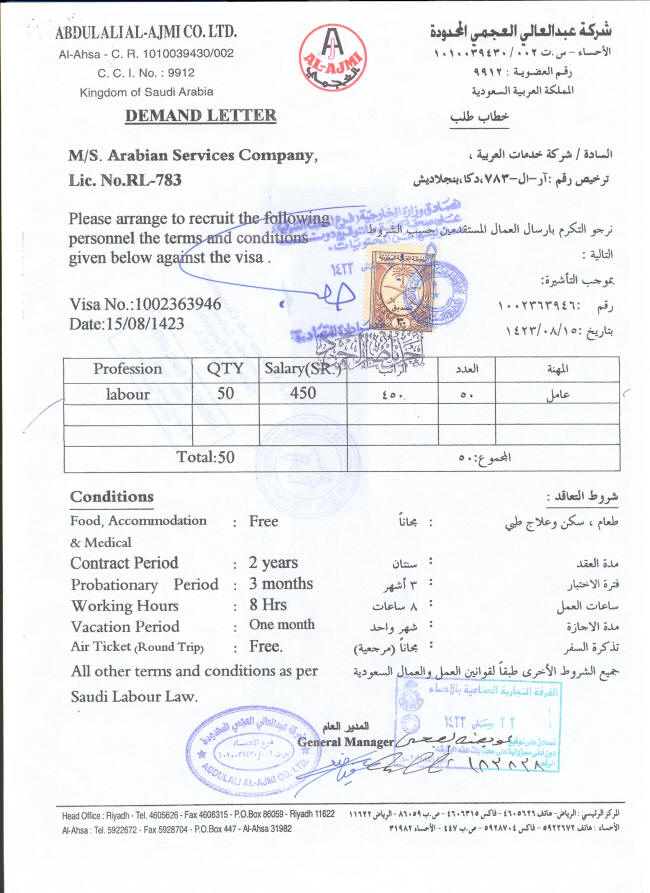 ABDUL ALI AL-AJMI CO. LTD.
Al-Ahsa - C. R. 1010039430/002
C. C. I. No. : 9912
Kingdom of Saudi Arabia
AL-AJMI
العجمي
شركة عبدالعالي العجمي المحدودة
الأحساء - س.ت ١٠١٠٠٣٩٤٣٠/٠٠٢
رقم العضوية : ٩٩١٢
المملكة العربية السعودية
DEMAND LETTER
خطاب طلب
M/S. Arabian Services Company,
Lic. No.RL-783
السادة / شركة خدمات العربية ،
ترخيص رقم: آر-ال-٧٨٣،دكا،بنجلاديش
Please arrange to recruit the following
personnel the terms and conditions
given below against the visa .
نرجو التكرم بارسال العمال المستقدمين بحسب الشروط
التالية :
بموجب التأشيرة:
Visa No.:1002363946
Date:15/08/1423
رقم : ١٠٠٢٣٦٣٩٤٦
بتاريخ :١٤٢٣/٠٨/١٥
Profession QTY Salary(SR.) الراتب العدد المهنة
labour 50 450 ٤٥٠ ٥٠ عامل
Total:50 المجموع:٥٠
Conditions
شروط التعاقد :
Food, Accommodation : Free
& Medical
طعام ، سكن وعلاج طبي : مجاناً
Contract Period : 2 years
مدة العقد : سنتان
Probationary Period : 3 months
فترة الاختبار : ٣ أشهر
Working Hours : 8 Hrs
ساعات العمل : ٨ ساعات
Vacation Period : One month
مدة الاجازة : شهر واحد
Air Ticket (Round Trip) : Free.
تذكرة السفر : مجاناً (مرجعية)
All other terms and conditions as per
Saudi Labour Law.
جميع الشروط الأخرى طبقاً لقوانين العمل والعمال السعودية
المدير العام
General Manager
شركة عبدالعالي العجمي المحدودة
فرع الأحساء
ABDULALI AL-AJMI CO. LTD.
الغرفة التجارية الصناعية بالأحساء
١٨٢٨٣٨
Head Office : Riyadh - Tel. 4605626 - Fax 4606315 - P.O.Box 86059 - Riyadh 11622
Al-Ahsa : Tel. 5922672 - Fax 5928704 - P.O.Box 447 - Al-Ahsa 31982
المركز الرئيسي : الرياض - هاتف ٤٦٠٥٦٢٦ - فاكس ٤٦٠٦٣١٥ - ص.ب ٨٦٠٥٩ - الرياض ١١٦٢٢
الأحساء : هاتف ٥٩٢٢٦٧٢ - فاكس ٥٩٢٨٧٠٤ - ص.ب ٤٤٧ - الأحساء ٣١٩٨٢